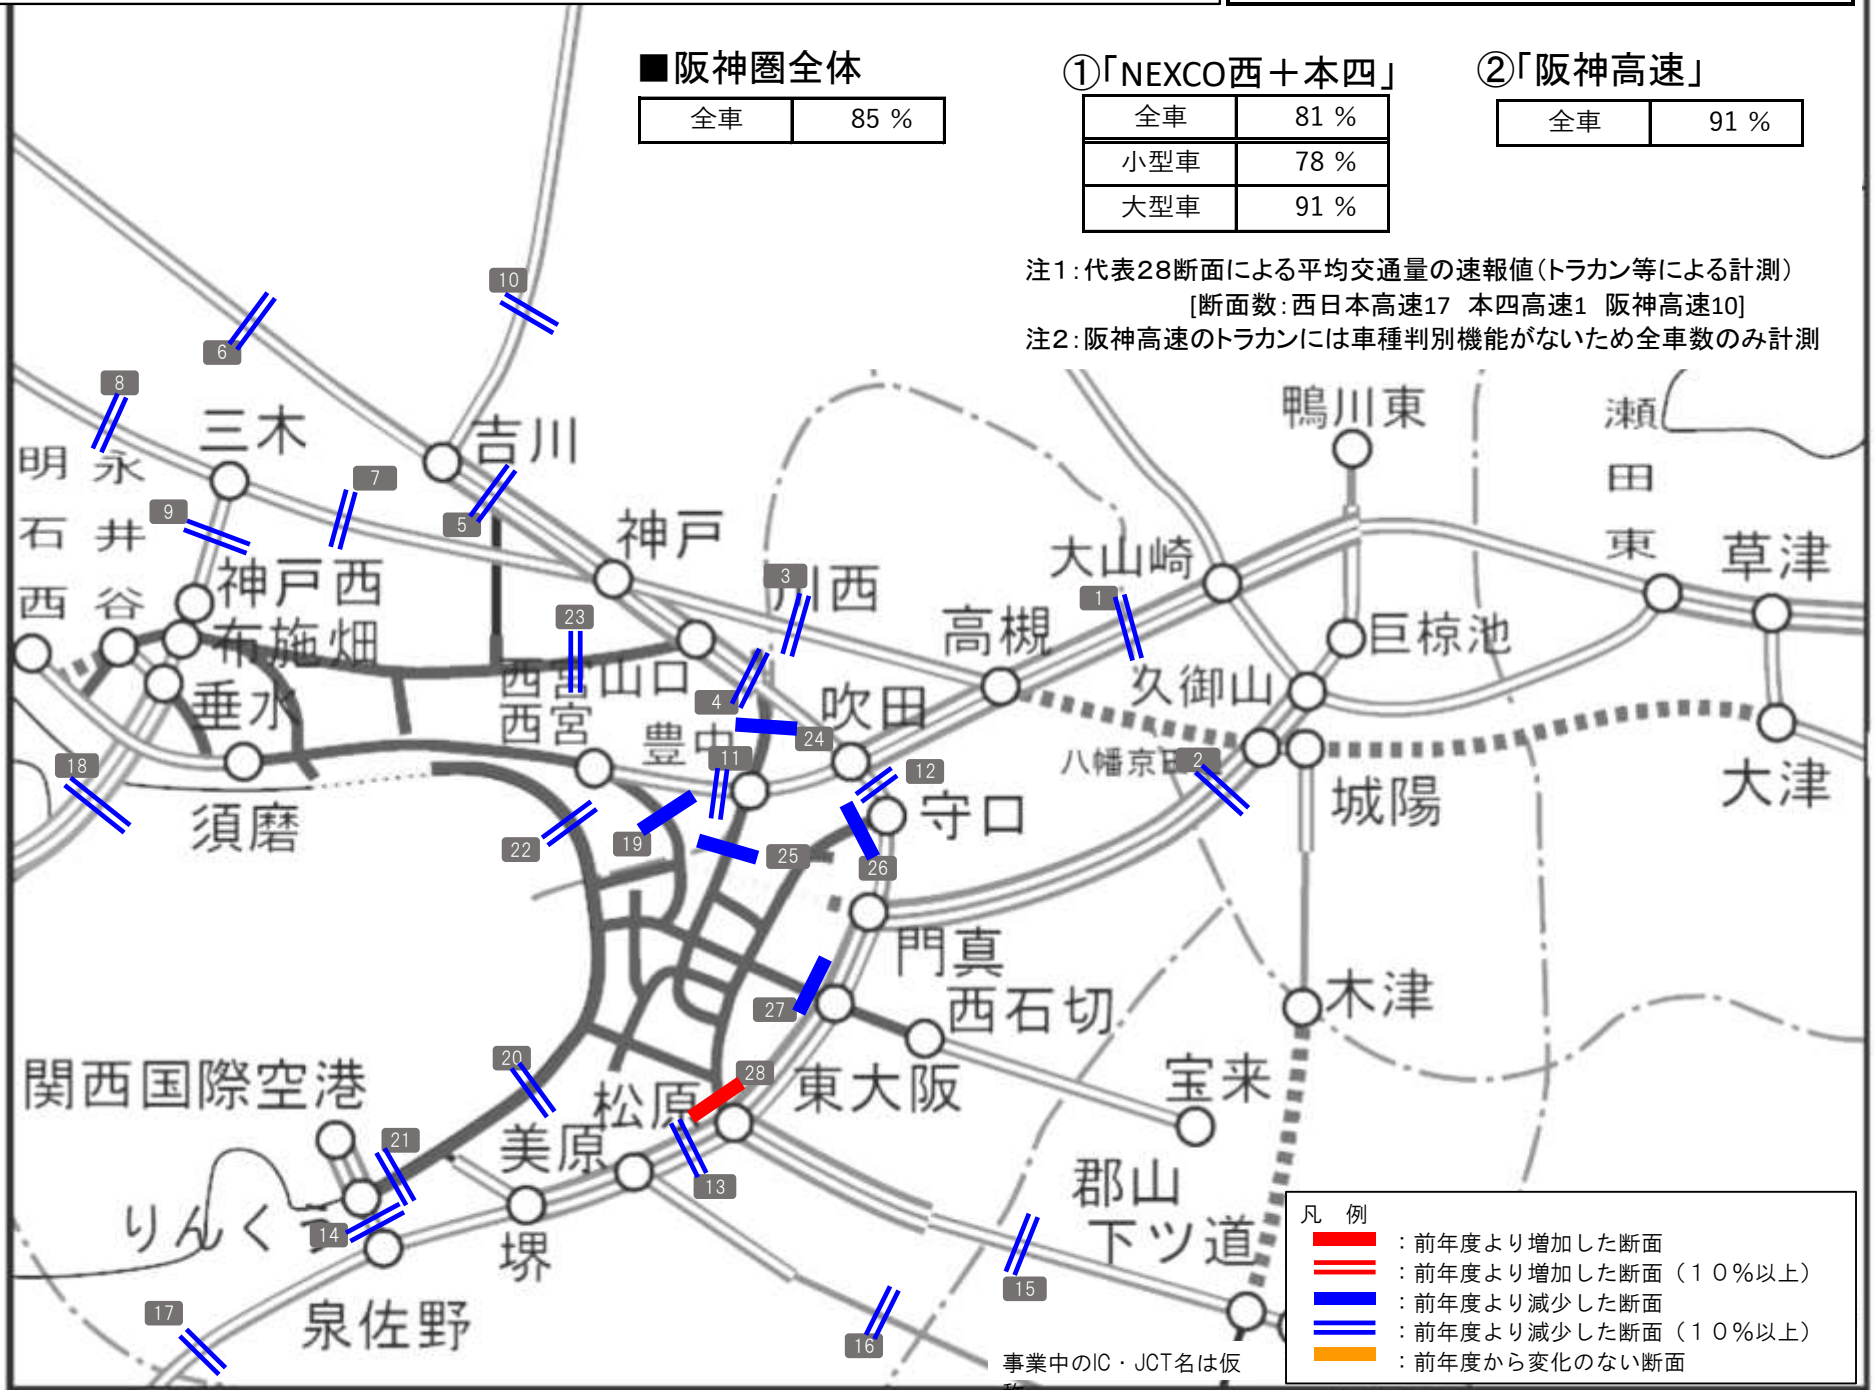 ■阪神圏全体
全車 85 %
①「NEXCO西＋本四」
全車 81 %
小型車 78 %
大型車 91 %
②「阪神高速」
全車 91 %
注1：代表28断面による平均交通量の速報値（トラカン等による計測）
[断面数：西日本高速17 本四高速1 阪神高速10]
注2：阪神高速のトラカンには車種判別機能がないため全車数のみ計測
10
6
8
三木
吉川
鴨川東
瀬田東
明石西
永井谷
7
9
5
神戸
大山崎
草津
神戸西
3
川西
1
高槻
布施畑
23
巨椋池
西宮山口
久御山
垂水
4
吹田
西宮
豊中
24
八幡京田辺
2
18
11
12
大津
須磨
守口
城陽
22
19
25
26
門真
27
西石切
木津
20
関西国際空港
松原
28
東大阪
宝来
21
美原
13
郡山
りんくう
14
堺
下ツ道
15
17
泉佐野
16
事業中のIC・JCT名は仮
凡 例
：前年度より増加した断面
：前年度より増加した断面（１０％以上）
：前年度より減少した断面
：前年度より減少した断面（１０％以上）
：前年度から変化のない断面